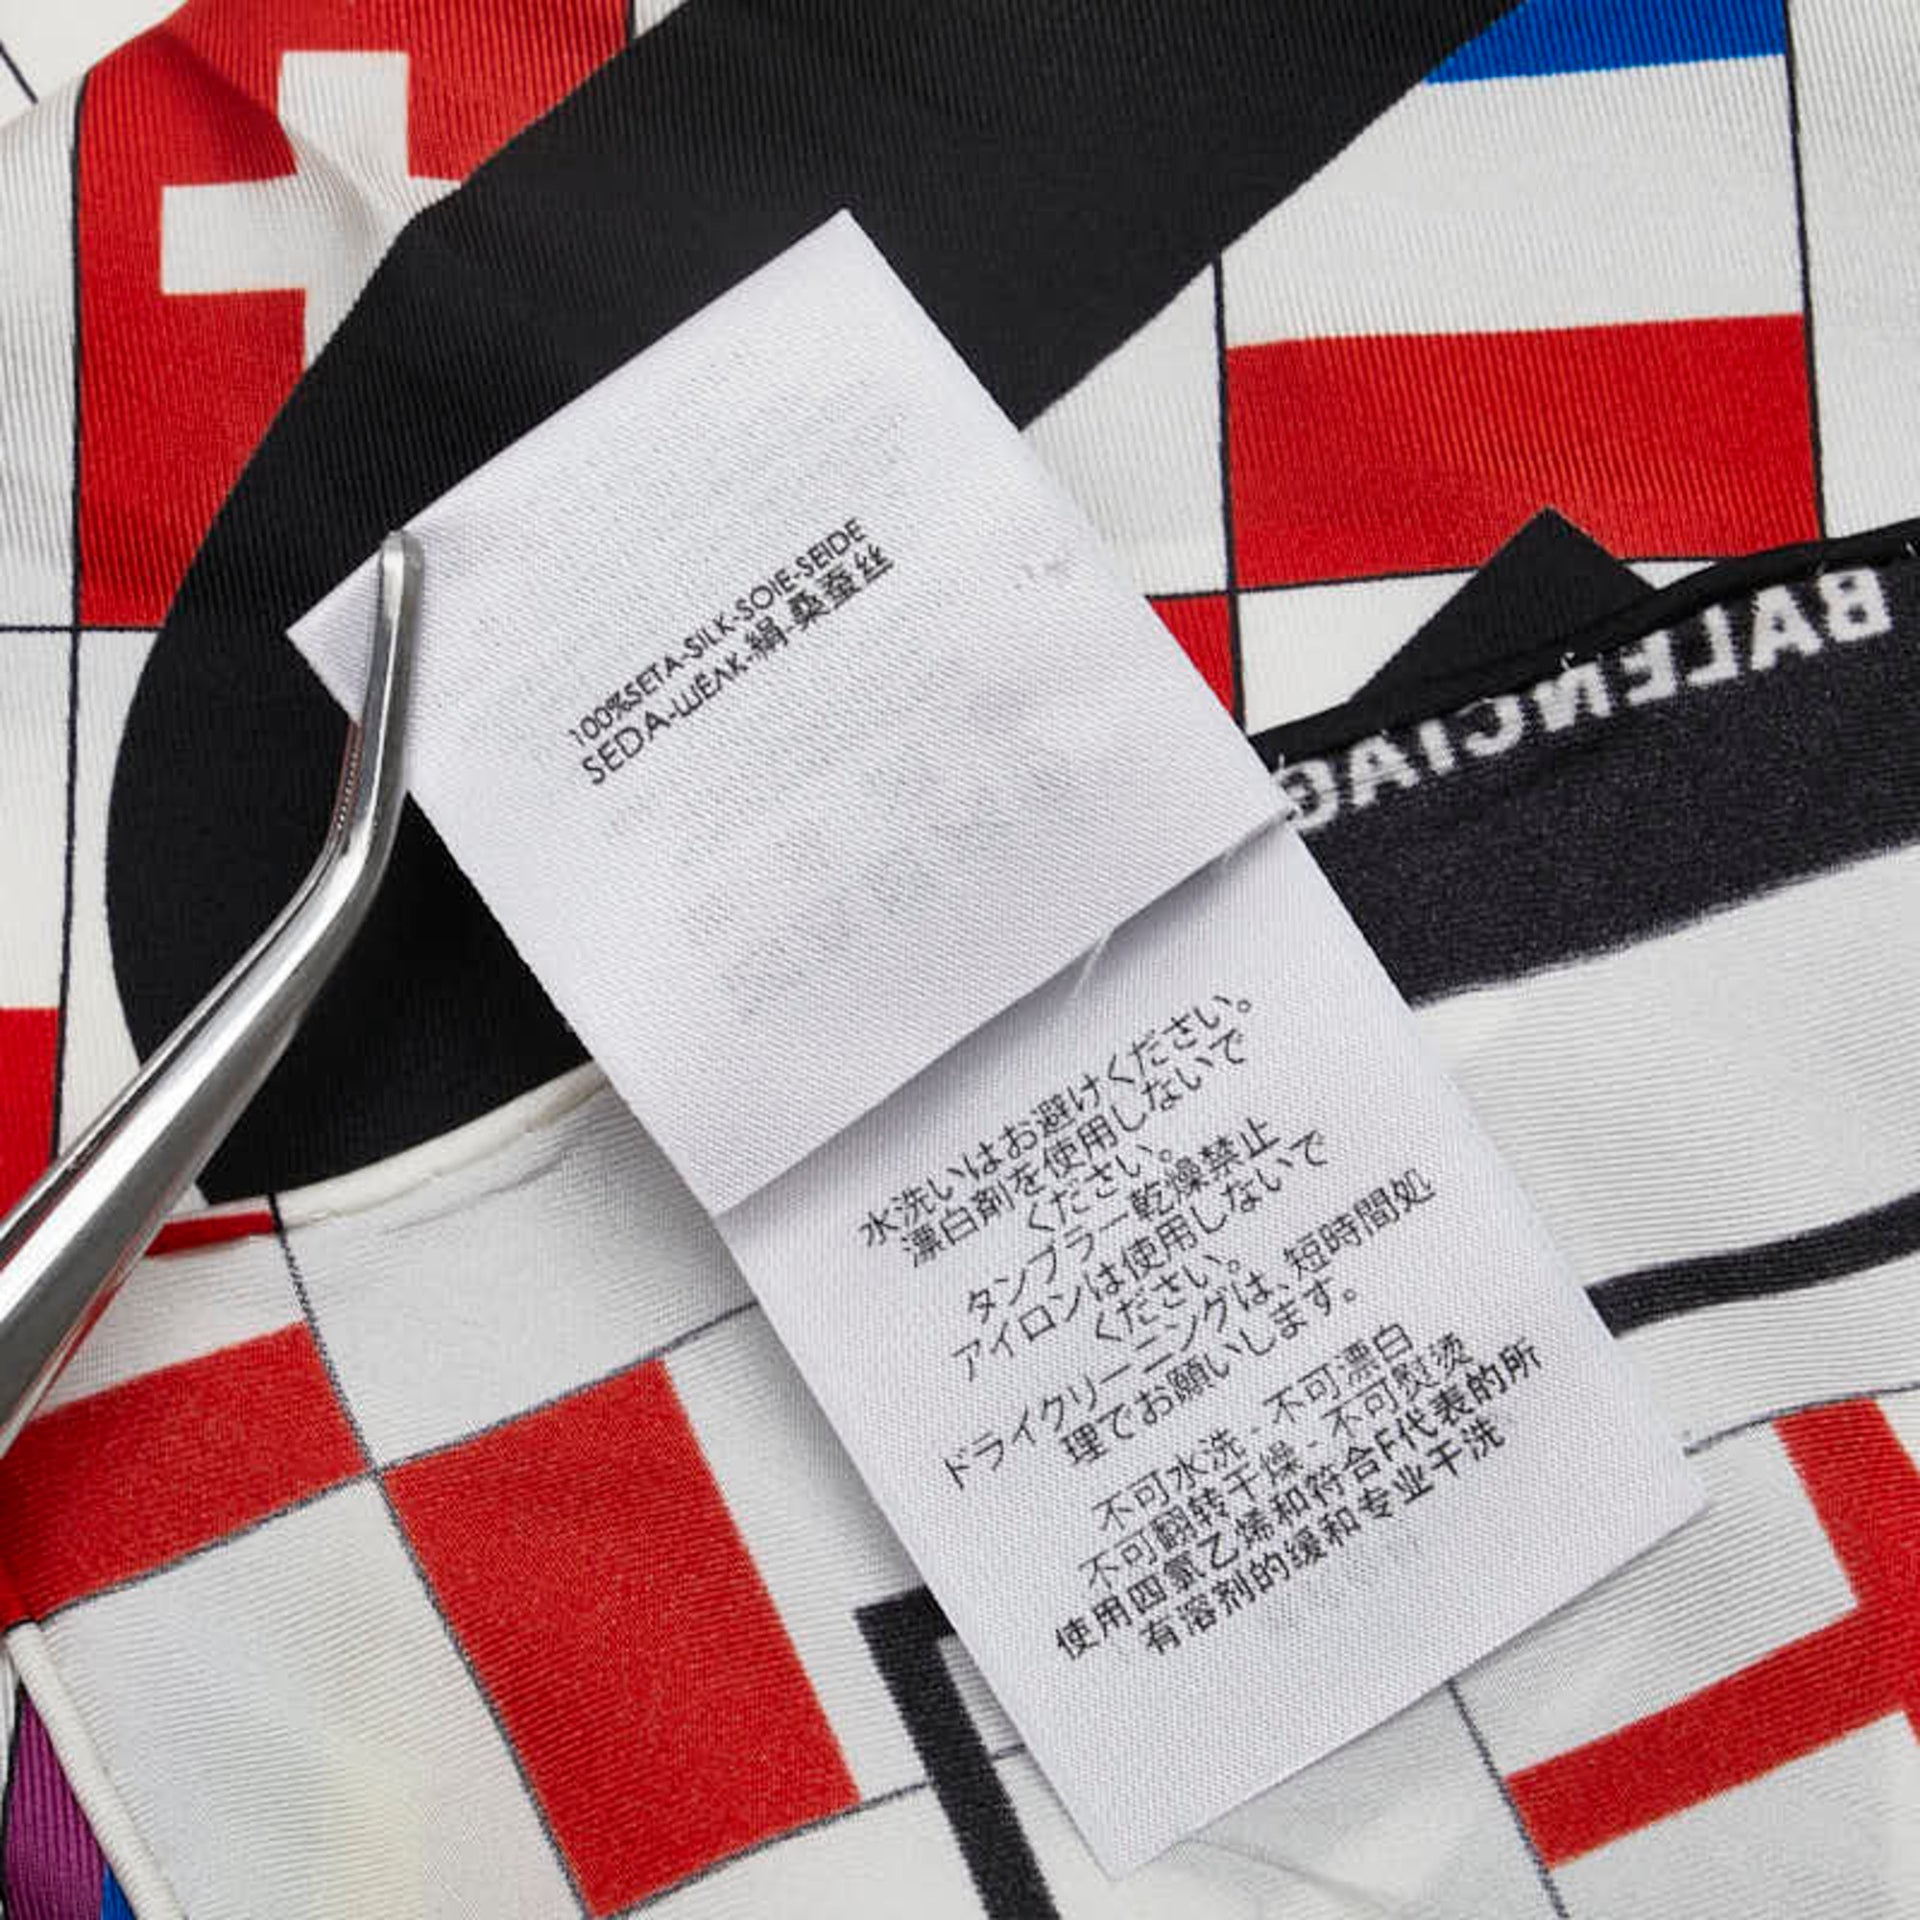 100%SETA-SILK-SOIE-SEIDE
SEDA-ШЁЛК-絹-桑蚕丝
BALENCIAG
水洗いはお避けください。
漂白剤を使用しないで
ください。
タンブラー乾燥禁止
アイロンは使用しないで
ください。
ドライクリーニングは、短時間処
理でお願いします。
不可水洗 - 不可漂白
不可翻转干燥 - 不可熨烫
使用四氯乙烯和符合F代表的所
有溶剂的缓和专业干洗